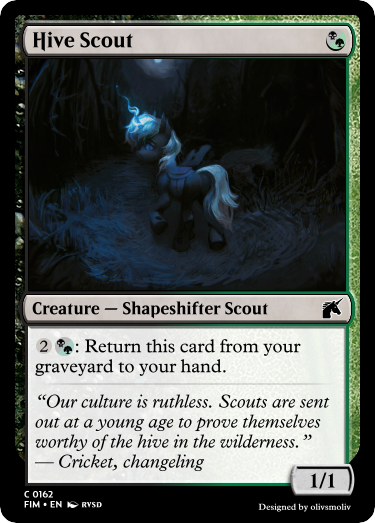 Hive Scout
Creature — Shapeshifter Scout
2 : Return this card from your
graveyard to your hand.
“Our culture is ruthless. Scouts are sent
out at a young age to prove themselves
worthy of the hive in the wilderness.”
— Cricket, changeling
1/1
C 0162
FIM • EN RVSD
Designed by olivsmoliv